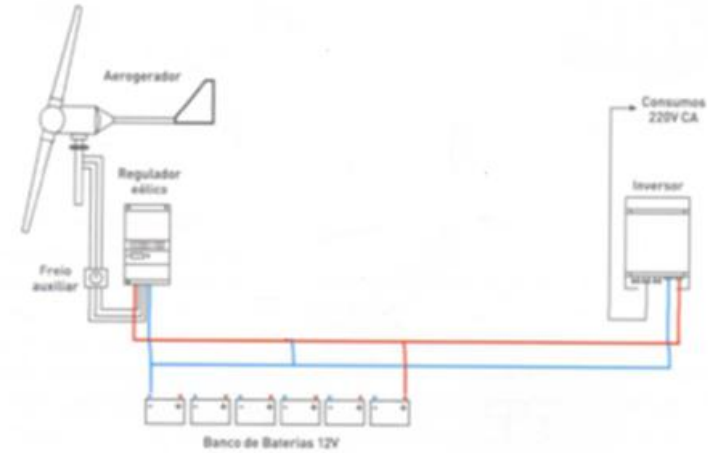 Aerogerador
Consumos
220V CA
Regulador
eólico
Inversor
Freio
auxiliar
Banco de Baterias 12V